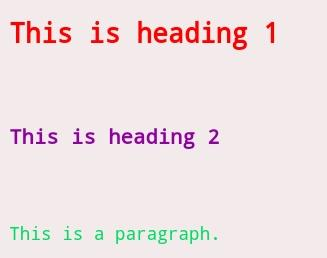 This is heading 1
This is heading 2
This is a paragraph.